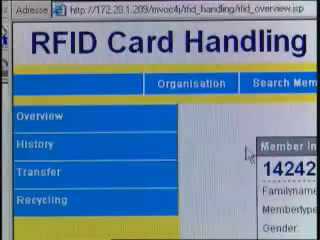 Adresse http://172.28.1.209/mvoc4j/rfid_handling/rfid_overview.jsp
RFID Card Handling
Organisation Search Mem
Overview
History
Transfer
Recycling
Member In
14242
Familyname
Membertype
Gender: